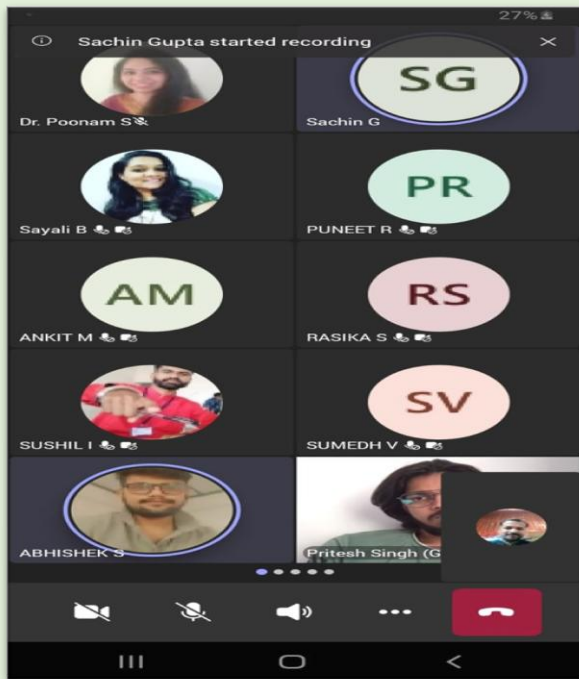 27%
Sachin Gupta started recording
SG
Dr. Poonam S
Sachin G
PR
Sayali B
PUNEET R
AM
RS
ANKIT M
RASIKA S
SV
SUSHIL I
SUMEDH V
ABHISHEK S
Pritesh Singh (G